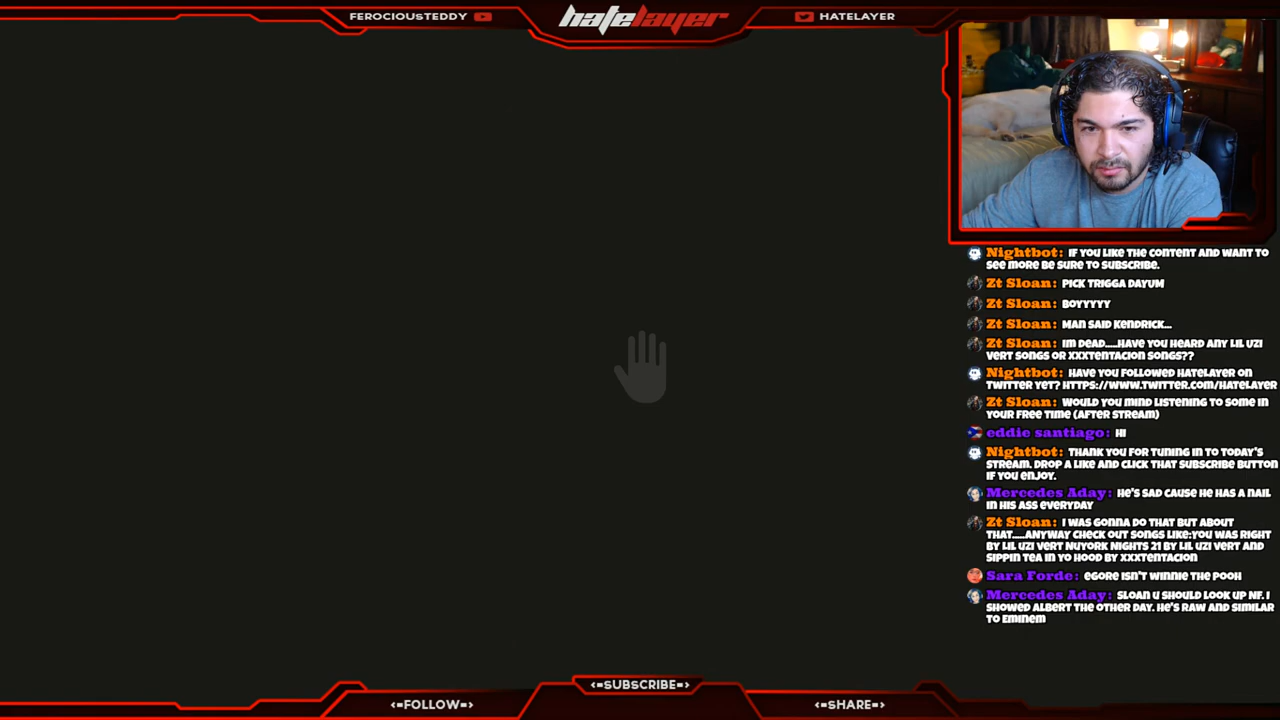 FEROCIOUSTEDDY
hatelayer
HATELAYER
Nightbot: IF YOU LIKE THE CONTENT AND WANT TO
SEE MORE BE SURE TO SUBSCRIBE.
Zt Sloan: PICK TRIGGA DAYUM
Zt Sloan: BOYYYYY
Zt Sloan: MAN SAID KENDRICK...
Zt Sloan: IM DEAD.....HAVE YOU HEARD ANY LIL UZI
VERT SONGS OR XXXTENTACION SONGS??
Nightbot: HAVE YOU FOLLOWED HATELAYER ON
TWITTER YET? HTTPS://WWW.TWITTER.COM/HATELAYER
Zt Sloan: WOULD YOU MIND LISTENING TO SOME IN
YOUR FREE TIME (AFTER STREAM)
eddie santiago: HI
Nightbot: THANK YOU FOR TUNING IN TO TODAY'S
STREAM. DROP A LIKE AND CLICK THAT SUBSCRIBE BUTTON
IF YOU ENJOY.
Mercedes Aday: HE'S SAD CAUSE HE HAS A NAIL
IN HIS ASS EVERYDAY
Zt Sloan: I WAS GONNA DO THAT BUT ABOUT
THAT.....ANYWAY CHECK OUT SONGS LIKE:YOU WAS RIGHT
BY LIL UZI VERT NUYORK NIGHTS 21 BY LIL UZI VERT AND
SIPPIN TEA IN YO HOOD BY XXXTENTACION
Sara Forde: EGORE ISN'T WINNIE THE POOH
Mercedes Aday: SLOAN U SHOULD LOOK UP NF. I
SHOWED ALBERT THE OTHER DAY. HE'S RAW AND SIMILAR
TO EMINEM
<=SUBSCRIBE=>
<=FOLLOW=>
<=SHARE=>